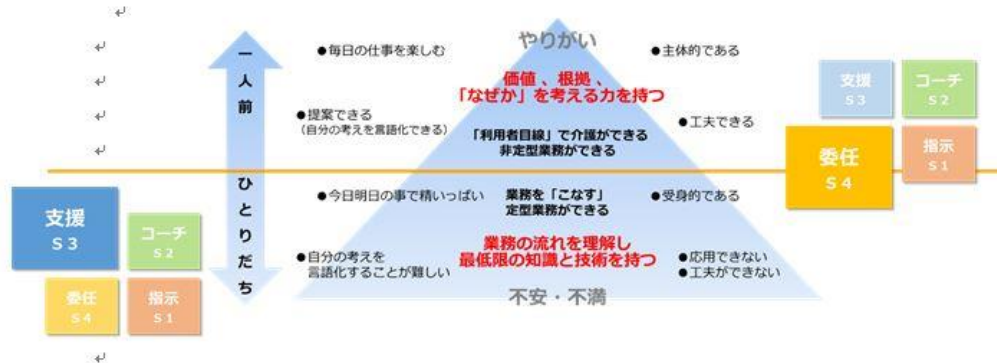 やりがい
●毎日の仕事を楽しむ
●主体的である
一人前
価値、根拠、
「なぜか」を考える力を持つ
●提案できる
（自分の考えを言語化できる）
●工夫できる
「利用者目線」で介護ができる
非定型業務ができる
支援
S3
コーチ
S2
委任
S4
指示
S1
ひとりだち
●今日明日の事で精いっぱい
業務を「こなす」
定型業務ができる
●受身的である
業務の流れを理解し
最低限の知識と技術を持つ
●自分の考えを
言語化することが難しい
●応用できない
●工夫ができない
不安・不満
支援
S3
コーチ
S2
委任
S4
指示
S1